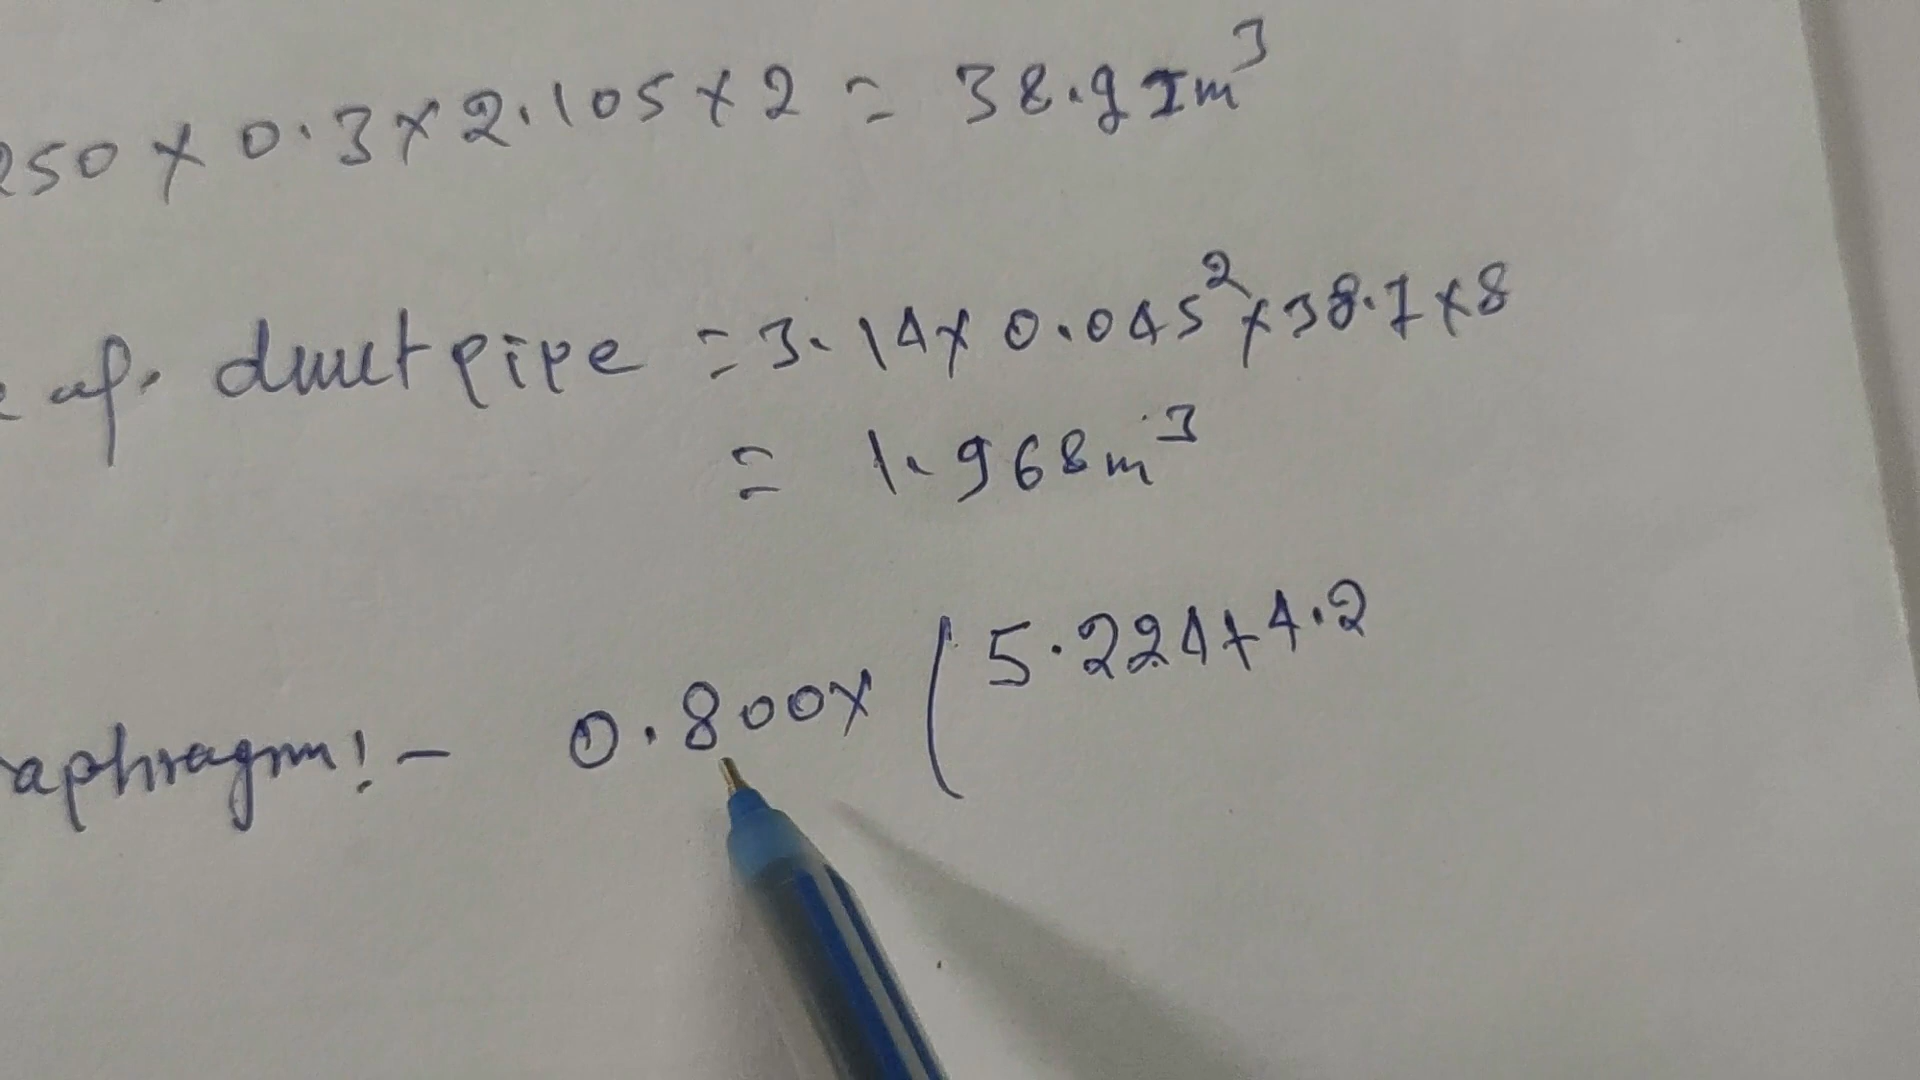 250 × 0.3 × 2.105 × 2 = 38.9 m³
of. duct pipe = 3.14 × 0.045² × 38.7 × 8
= 1.968 m³
aphragm! - 0.800 × ( 5.224 + 4.2